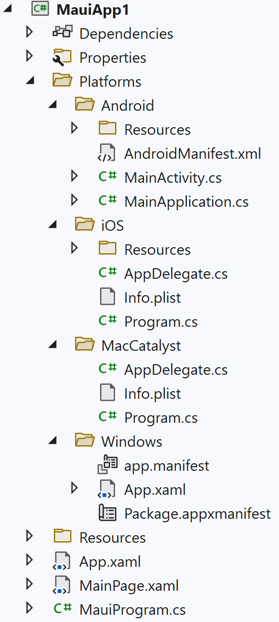 MauiApp1
Dependencies
Properties
Platforms
Android
Resources
AndroidManifest.xml
C# MainActivity.cs
C# MainApplication.cs
iOS
Resources
C# AppDelegate.cs
Info.plist
C# Program.cs
MacCatalyst
C# AppDelegate.cs
Info.plist
C# Program.cs
Windows
app.manifest
App.xaml
Package.appxmanifest
Resources
App.xaml
MainPage.xaml
C# MauiProgram.cs